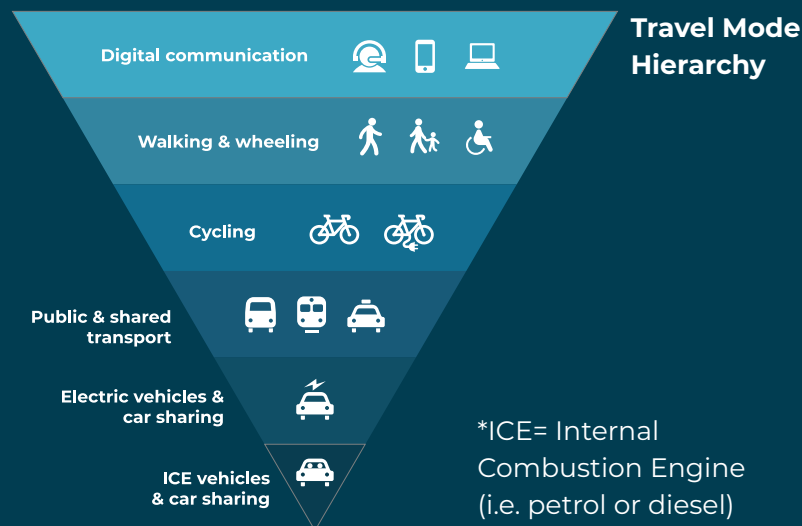 Travel Mode
Hierarchy
Digital communication
Walking & wheeling
Cycling
Public & shared
transport
Electric vehicles &
car sharing
ICE vehicles
& car sharing
*ICE= Internal
Combustion Engine
(i.e. petrol or diesel)